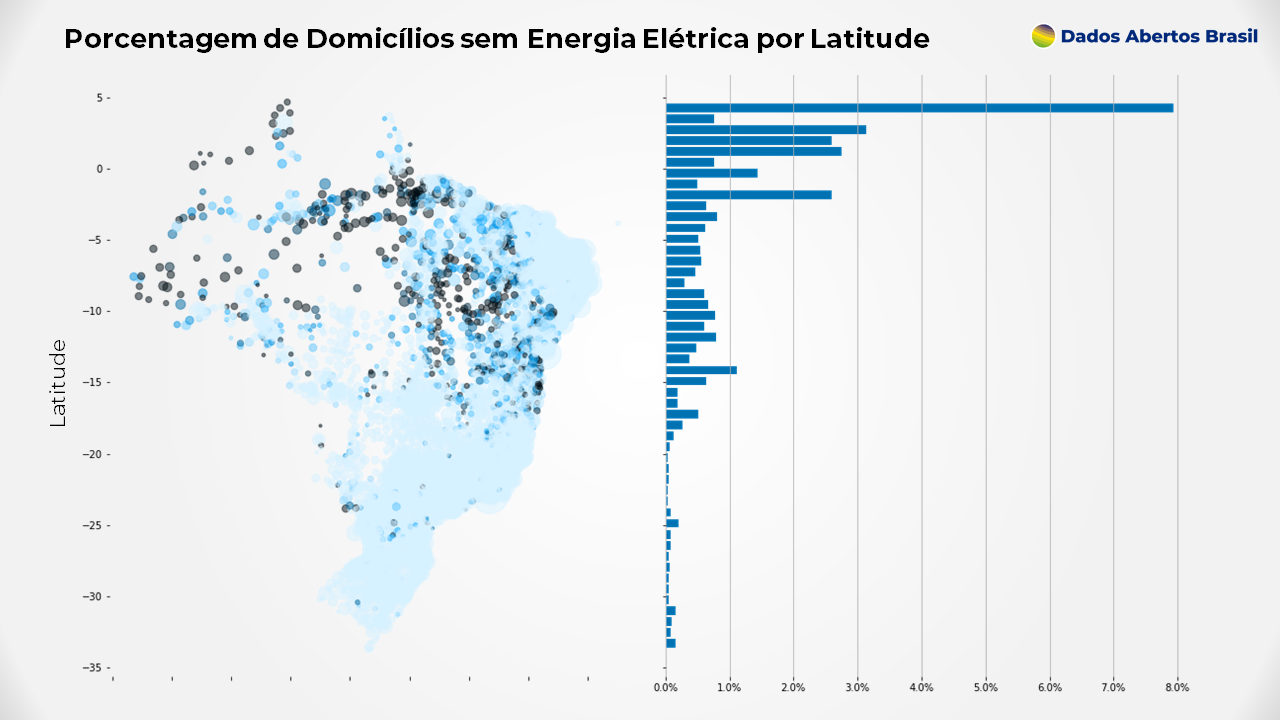 Porcentagem de Domicílios sem Energia Elétrica por Latitude
Dados Abertos Brasil
Latitude
5
0
−5
−10
−15
−20
−25
−30
−35
0.0% 1.0% 2.0% 3.0% 4.0% 5.0% 6.0% 7.0% 8.0%